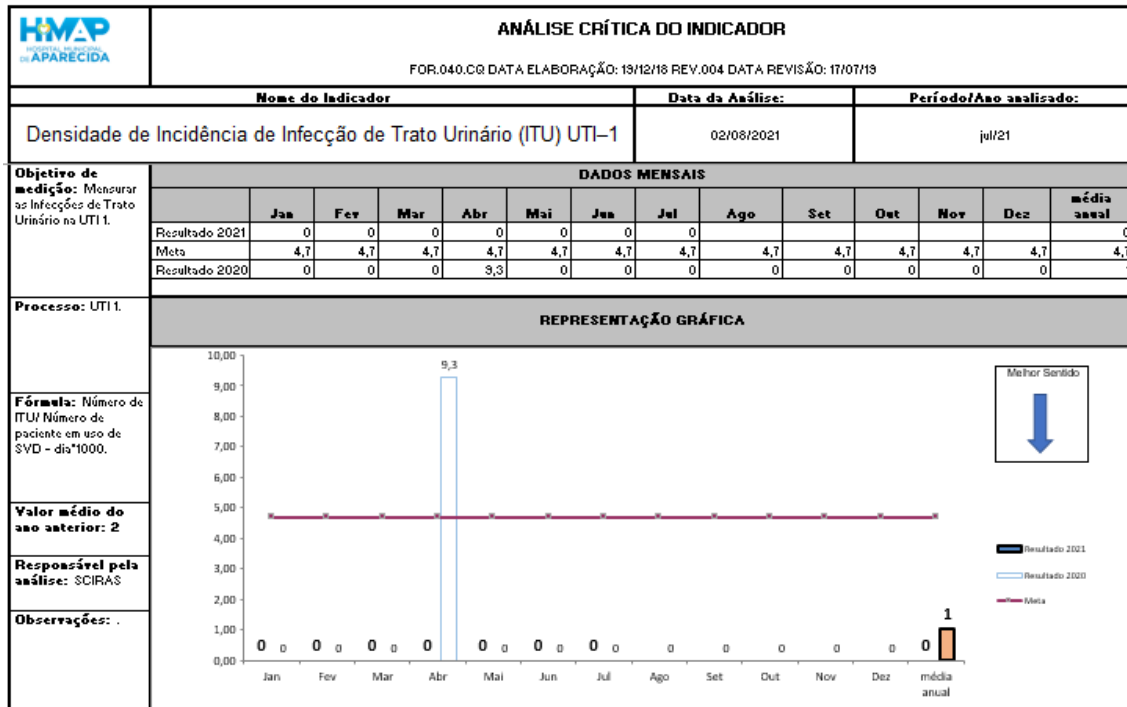 HMAP
HOSPITAL MUNICIPAL
DE APARECIDA
ANÁLISE CRÍTICA DO INDICADOR
FOR.040.CQ DATA ELABORAÇÃO: 19/12/18 REV.004 DATA REVISÃO: 17/07/19
Nome do Indicador Data da Análise: Período/Ano analisado:
Densidade de Incidência de Infecção de Trato Urinário (ITU) UTI–1 02/08/2021 jul/21
Objetivo de
medição: Mensurar
as Infecções de Trato
Urinário na UTI 1.
DADOS MENSAIS
Jan Fev Mar Abr Mai Jun Jul Ago Set Out Nov Dez média anual
Resultado 2021 0 0 0 0 0 0 0 0
Meta 4,7 4,7 4,7 4,7 4,7 4,7 4,7 4,7 4,7 4,7 4,7 4,7 4,7
Resultado 2020 0 0 0 9,3 0 0 0 0 0 0 0 0
Processo: UTI 1.
REPRESENTAÇÃO GRÁFICA
Fórmula: Número de
ITU/ Número de
paciente em uso de
SVD - dia*1000.
Valor médio do
ano anterior: 2
Responsável pela
análise: SCIRAS
Observações: .
10,00
9,00
8,00
7,00
6,00
5,00
4,00
3,00
2,00
1,00
0,00
9,3
0 0 0 0 0 0 0 0 0 0 0 0 0 0 0 0 0 0 0 1
Jan Fev Mar Abr Mai Jun Jul Ago Set Out Nov Dez média
anual
Melhor Sentido
Resultado 2021
Resultado 2020
Meta